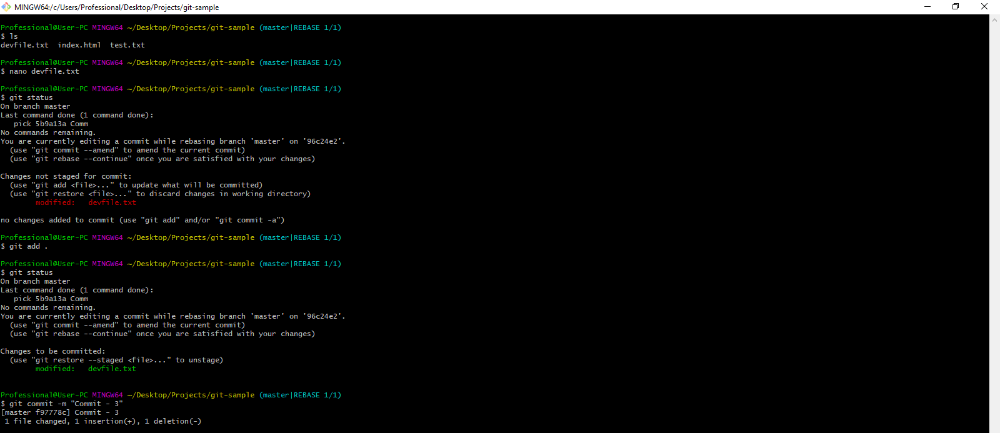 MINGW64:/c/Users/Professional/Desktop/Projects/git-sample
Professional@User-PC MINGW64 ~/Desktop/Projects/git-sample (master|REBASE 1/1)
$ ls
devfile.txt  index.html  test.txt
Professional@User-PC MINGW64 ~/Desktop/Projects/git-sample (master|REBASE 1/1)
$ nano devfile.txt
Professional@User-PC MINGW64 ~/Desktop/Projects/git-sample (master|REBASE 1/1)
$ git status
On branch master
Last command done (1 command done):
   pick 5b9a13a Comm
No commands remaining.
You are currently editing a commit while rebasing branch 'master' on '96c24e2'.
  (use "git commit --amend" to amend the current commit)
  (use "git rebase --continue" once you are satisfied with your changes)
Changes not staged for commit:
  (use "git add <file>..." to update what will be committed)
  (use "git restore <file>..." to discard changes in working directory)
        modified:   devfile.txt
no changes added to commit (use "git add" and/or "git commit -a")
Professional@User-PC MINGW64 ~/Desktop/Projects/git-sample (master|REBASE 1/1)
$ git add .
Professional@User-PC MINGW64 ~/Desktop/Projects/git-sample (master|REBASE 1/1)
$ git status
On branch master
Last command done (1 command done):
   pick 5b9a13a Comm
No commands remaining.
You are currently editing a commit while rebasing branch 'master' on '96c24e2'.
  (use "git commit --amend" to amend the current commit)
  (use "git rebase --continue" once you are satisfied with your changes)
Changes to be committed:
  (use "git restore --staged <file>..." to unstage)
        modified:   devfile.txt
Professional@User-PC MINGW64 ~/Desktop/Projects/git-sample (master|REBASE 1/1)
$ git commit -m "Commit - 3"
[master f97778c] Commit - 3
 1 file changed, 1 insertion(+), 1 deletion(-)